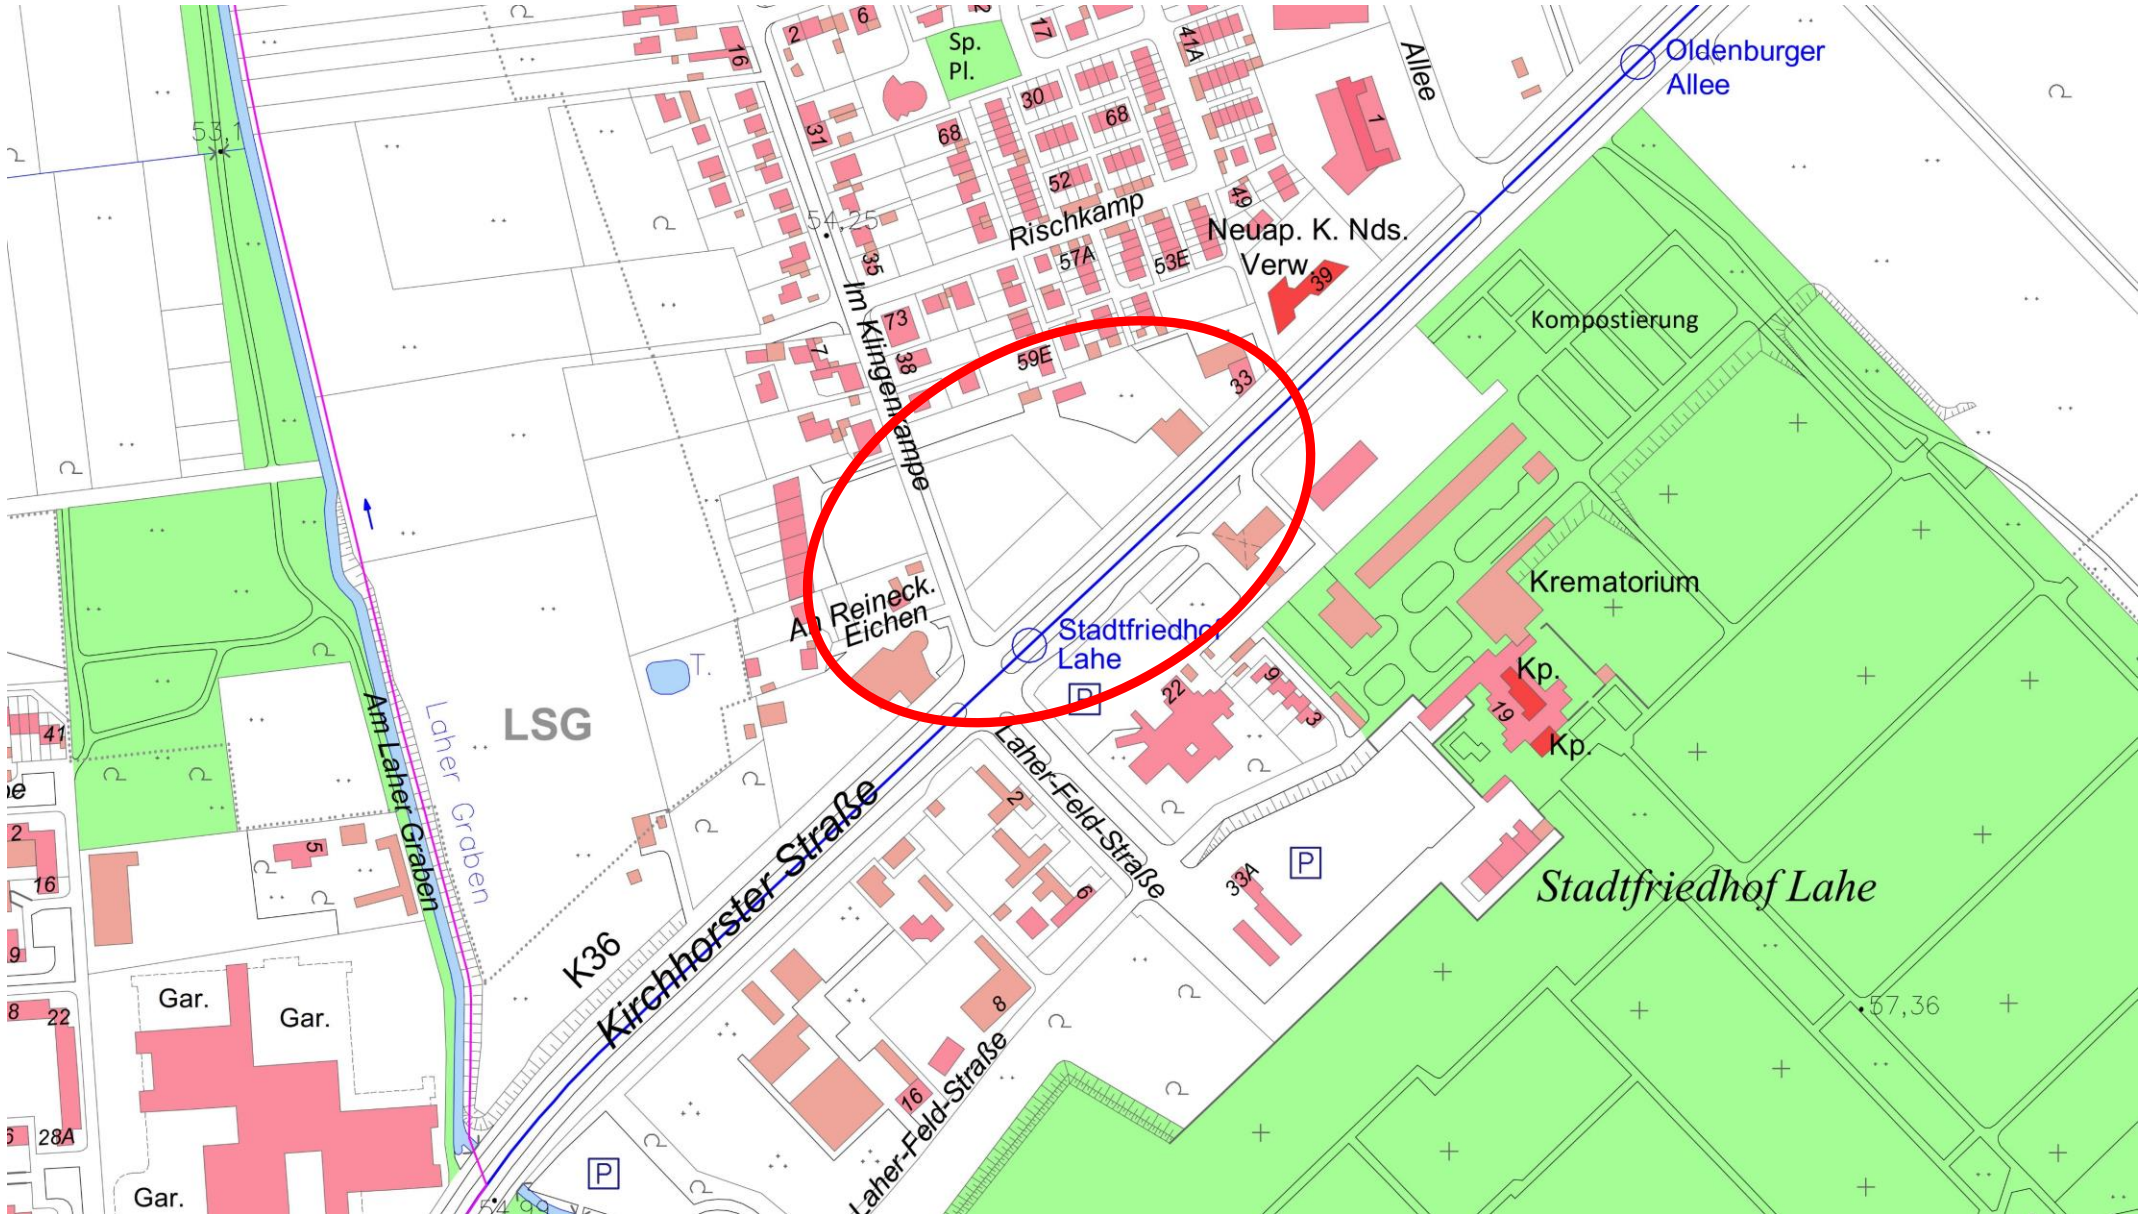 2
6
17
41A
Allee
Oldenburger
Allee
16
Sp.
Pl.
30
68
31
68
1
53,1
52
49
54,25
35
Rischkamp
Neuap. K. Nds.
Verw.
57A
53E
39
Im Klingenkampe
73
Kompostierung
7
38
59E
33
An Reineck.
Eichen
Krematorium
Stadtfriedhof
Lahe
T.
P
22
9
3
Kp.
19
Kp.
LSG
41
Am Laher Graben
Laher Graben
Laher-Feld-Straße
2
2
5
16
6
33A
P
Stadtfriedhof Lahe
K36
Kirchhorster Straße
9
Gar.
Gar.
8
22
8
57,36
16
Laher-Feld-Straße
28A
P
Gar.